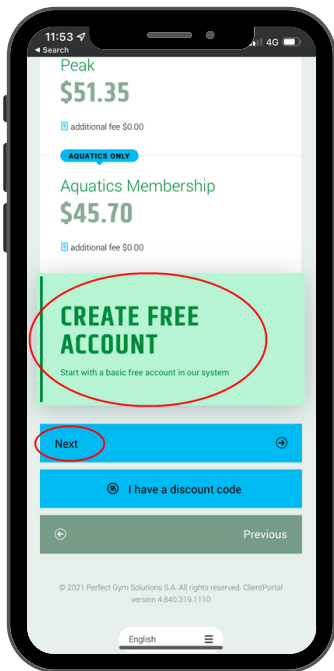 11:53
Search
4G
Peak
$51.35
additional fee $0.00
AQUATICS ONLY
Aquatics Membership
$45.70
additional fee $0.00
CREATE FREE
ACCOUNT
Start with a basic free account in our system
Next
I have a discount code
Previous
© 2021 Perfect Gym Solutions S.A. All rights reserved. ClientPortal
version 4.840.319.1110
English